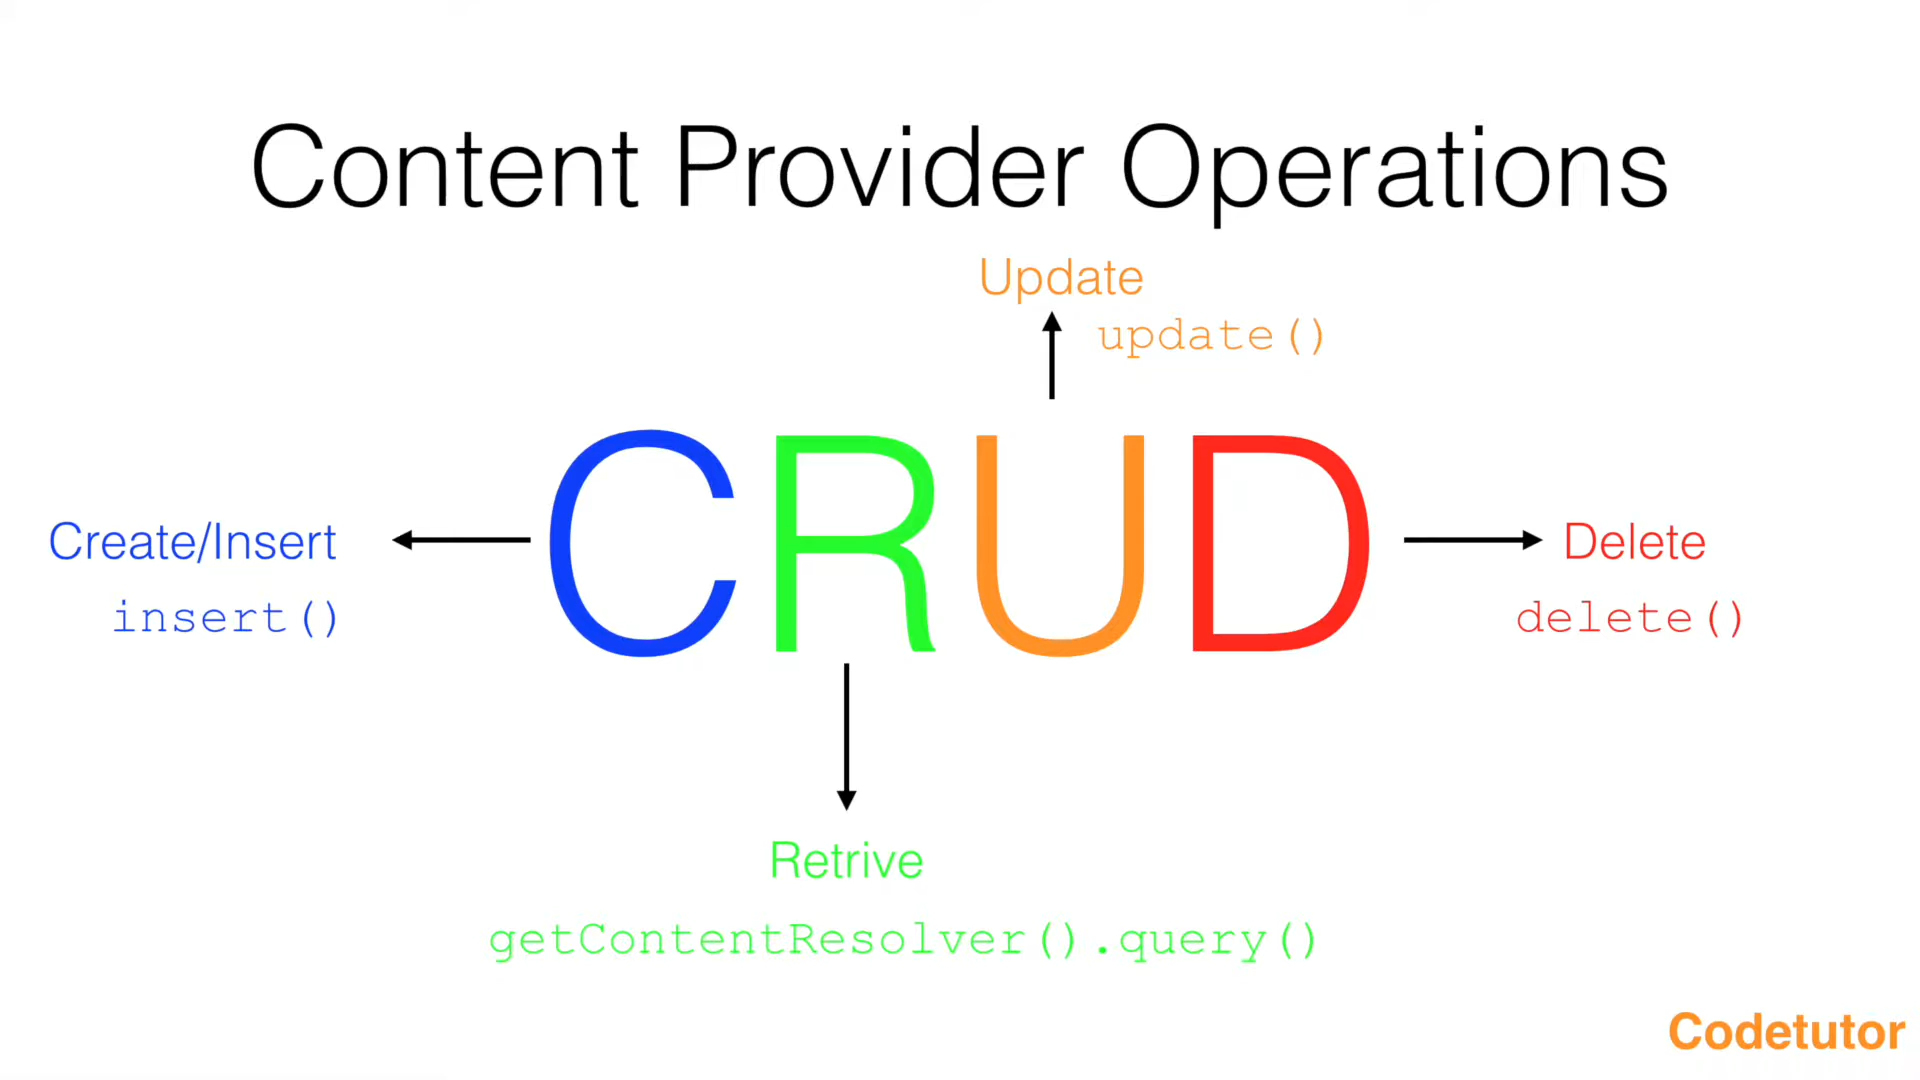 Content Provider Operations
Update
update()
CRUD
Create/Insert
insert()
Delete
delete()
Retrive
getContentResolver().query()
Codetutor